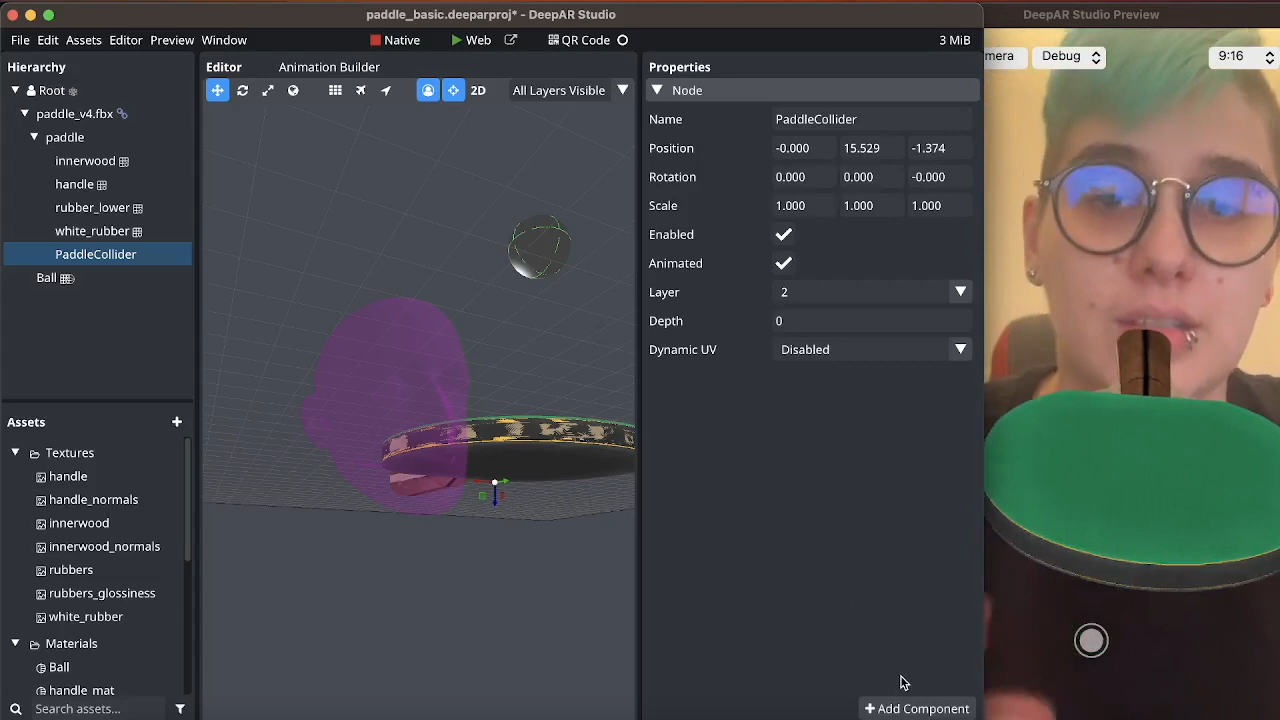 paddle_basic.deeparproj* - DeepAR Studio
DeepAR Studio Preview
File Edit Assets Editor Preview Window
Native
Web
QR Code
3 MiB
mera
Debug
9:16
Hierarchy
Root
paddle_v4.fbx
paddle
innerwood
handle
rubber_lower
white_rubber
PaddleCollider
Ball
Editor
Animation Builder
2D
All Layers Visible
Properties
Node
Name PaddleCollider
Position -0.000 15.529 -1.374
Rotation 0.000 0.000 -0.000
Scale 1.000 1.000 1.000
Enabled
Animated
Layer 2
Depth 0
Dynamic UV Disabled
+ Add Component
Assets +
Textures
handle
handle_normals
innerwood
innerwood_normals
rubbers
rubbers_glossiness
white_rubber
Materials
Ball
handle_mat
Search assets...